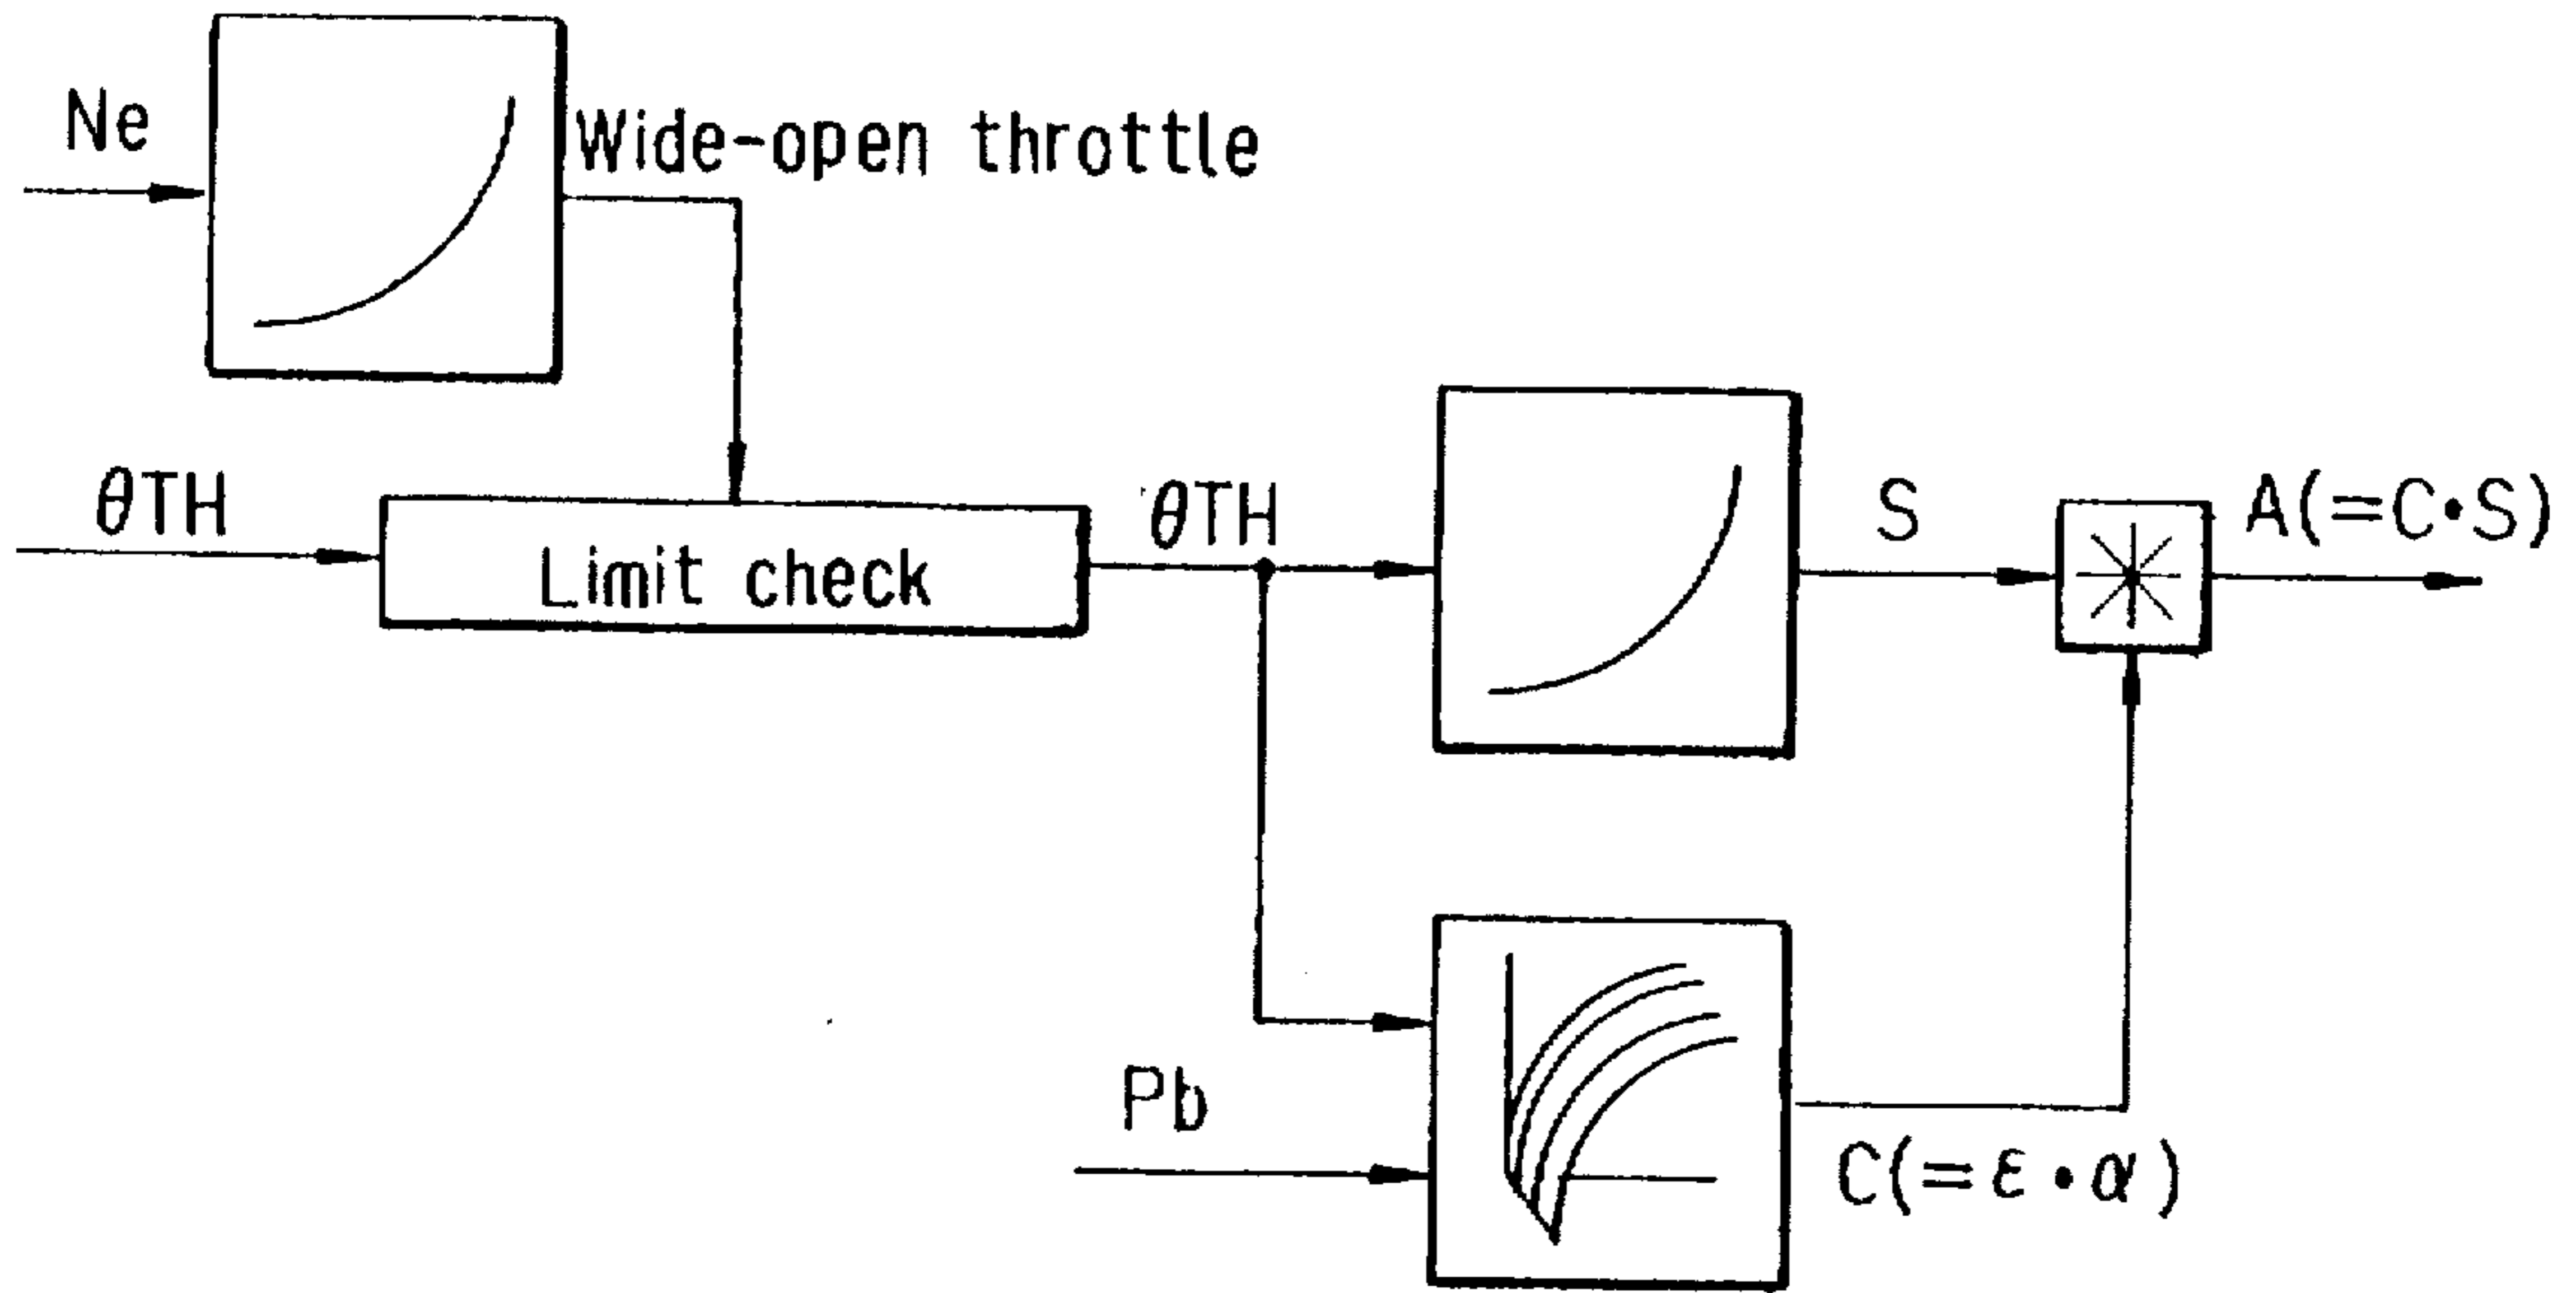 Ne
Wide-open throttle
θTH
Limit check
θTH
S
A(=C•S)
Pb
C(=ε•α)